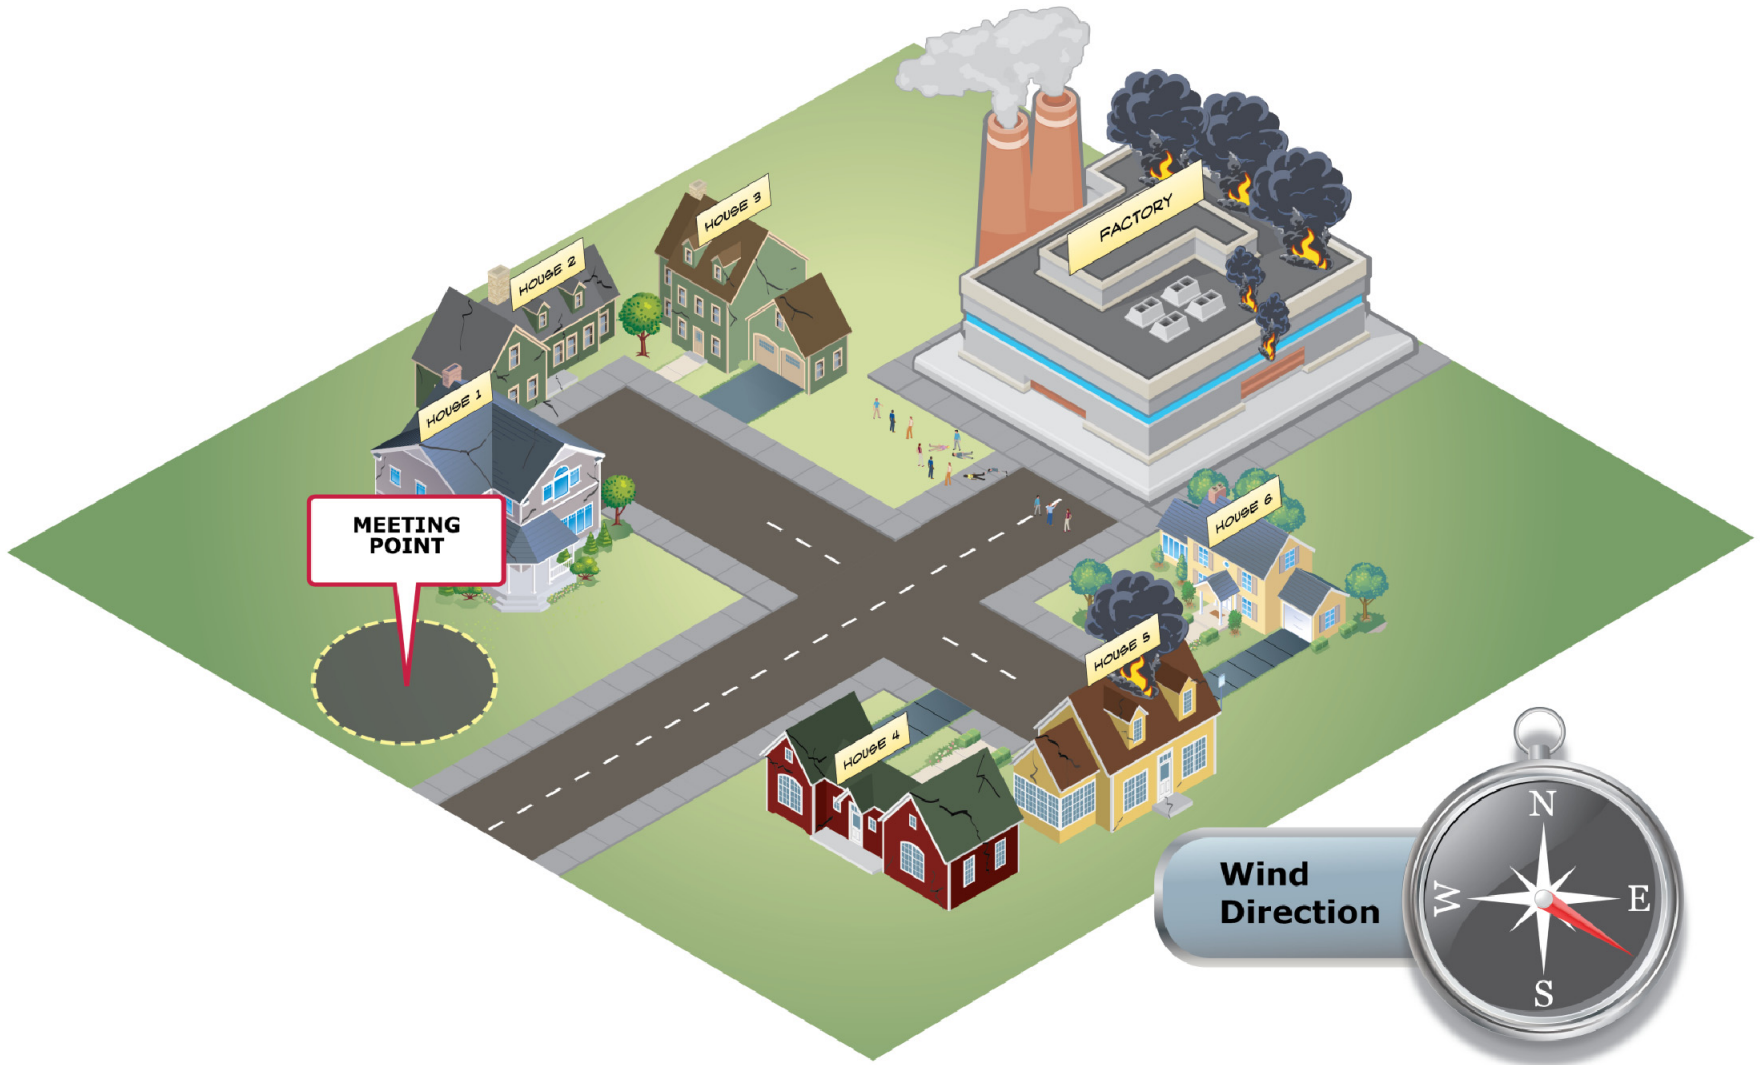 FACTORY
HOUSE 3
HOUSE 2
HOUSE 1
MEETING
POINT
HOUSE 6
HOUSE 5
HOUSE 4
Wind
Direction
N
W
E
S